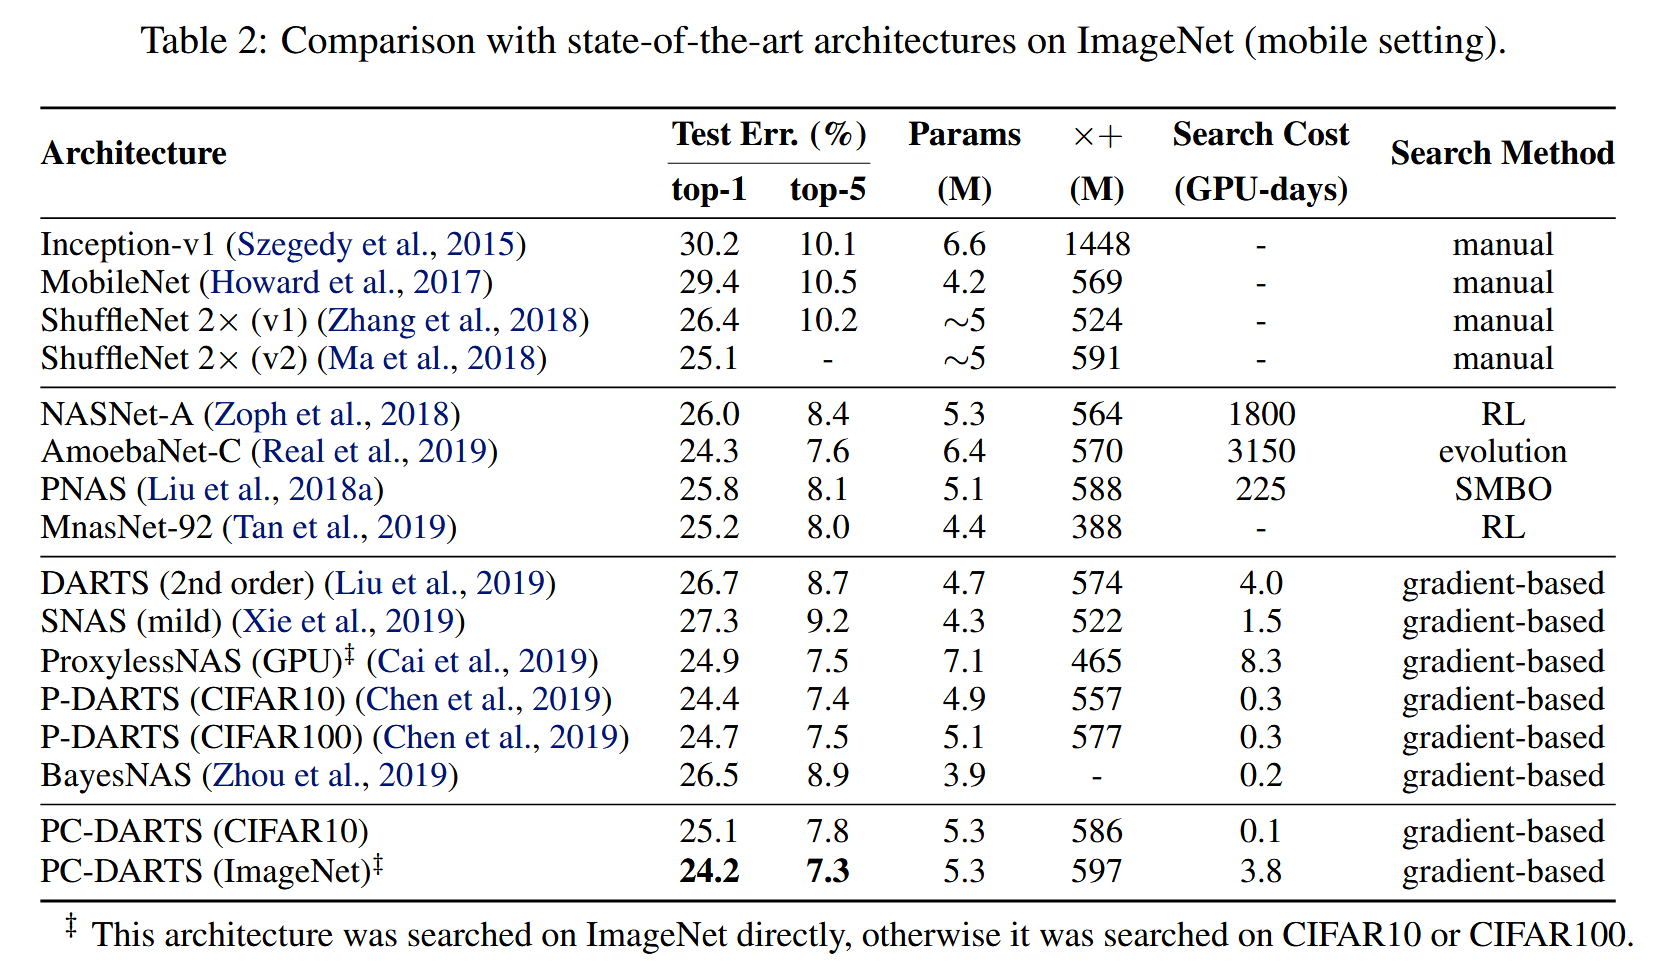 Table 2: Comparison with state-of-the-art architectures on ImageNet (mobile setting).
Architecture Test Err. (%) Params ×+ Search Cost Search Method
top-1 top-5 (M) (M) (GPU-days)
Inception-v1 (Szegedy et al., 2015) 30.2 10.1 6.6 1448 - manual
MobileNet (Howard et al., 2017) 29.4 10.5 4.2 569 - manual
ShuffleNet 2× (v1) (Zhang et al., 2018) 26.4 10.2 ~5 524 - manual
ShuffleNet 2× (v2) (Ma et al., 2018) 25.1 - ~5 591 - manual
NASNet-A (Zoph et al., 2018) 26.0 8.4 5.3 564 1800 RL
AmoebaNet-C (Real et al., 2019) 24.3 7.6 6.4 570 3150 evolution
PNAS (Liu et al., 2018a) 25.8 8.1 5.1 588 225 SMBO
MnasNet-92 (Tan et al., 2019) 25.2 8.0 4.4 388 - RL
DARTS (2nd order) (Liu et al., 2019) 26.7 8.7 4.7 574 4.0 gradient-based
SNAS (mild) (Xie et al., 2019) 27.3 9.2 4.3 522 1.5 gradient-based
ProxylessNAS (GPU)‡ (Cai et al., 2019) 24.9 7.5 7.1 465 8.3 gradient-based
P-DARTS (CIFAR10) (Chen et al., 2019) 24.4 7.4 4.9 557 0.3 gradient-based
P-DARTS (CIFAR100) (Chen et al., 2019) 24.7 7.5 5.1 577 0.3 gradient-based
BayesNAS (Zhou et al., 2019) 26.5 8.9 3.9 - 0.2 gradient-based
PC-DARTS (CIFAR10) 25.1 7.8 5.3 586 0.1 gradient-based
PC-DARTS (ImageNet)‡ 24.2 7.3 5.3 597 3.8 gradient-based
‡ This architecture was searched on ImageNet directly, otherwise it was searched on CIFAR10 or CIFAR100.